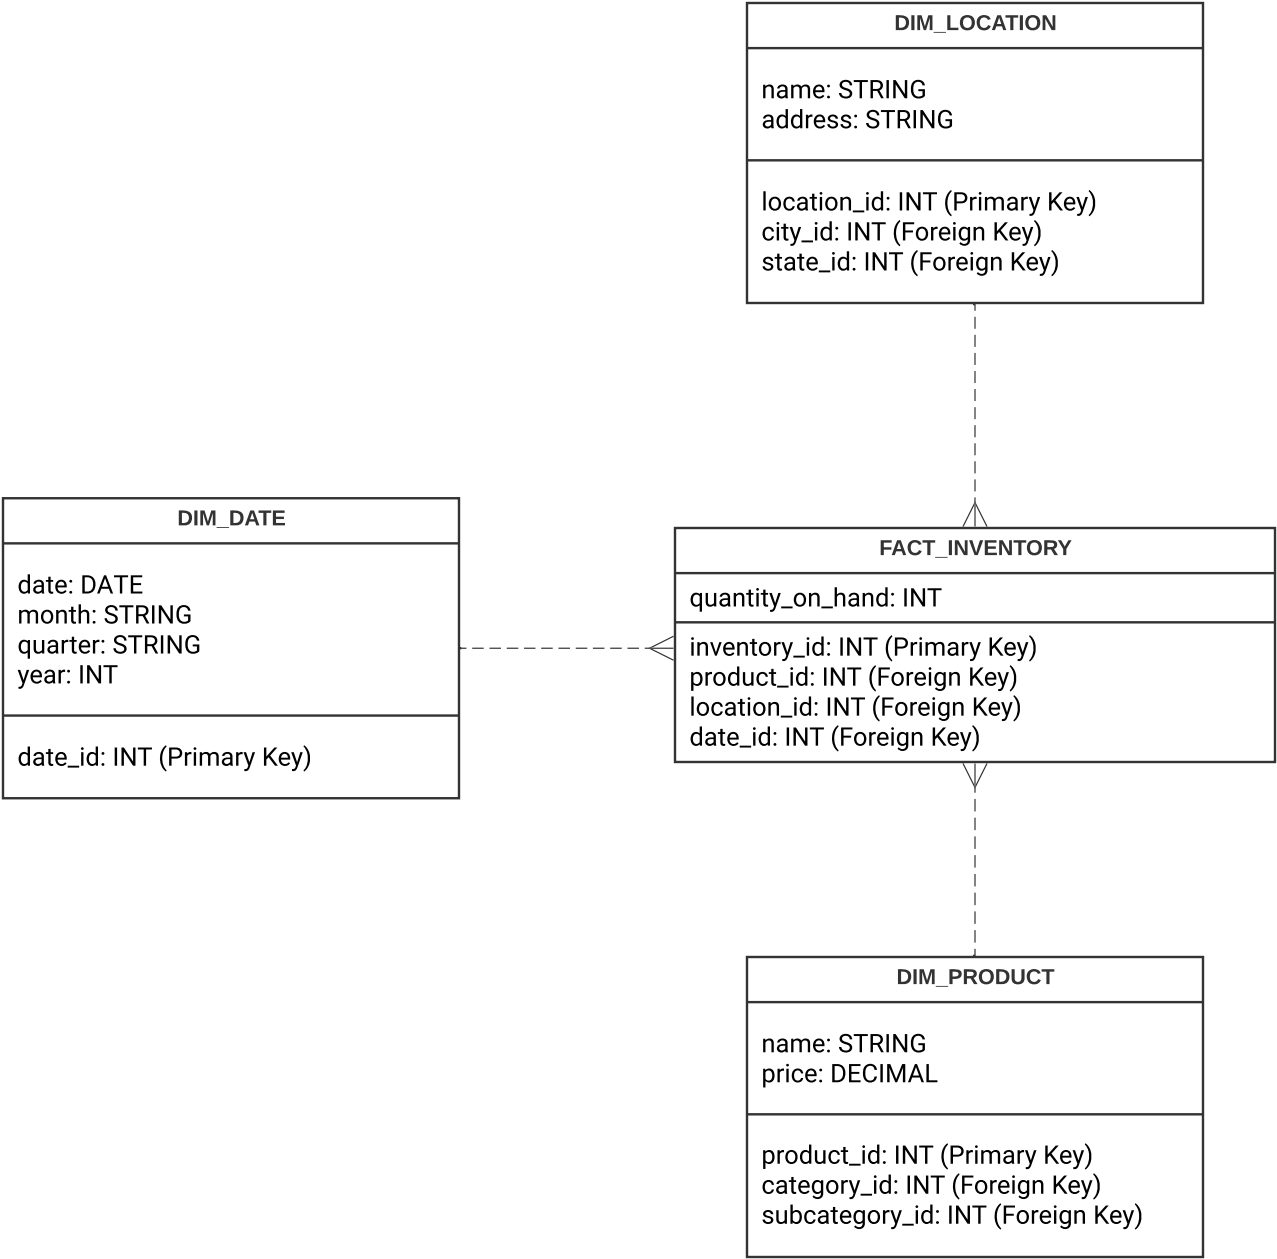 DIM_LOCATION
name: STRING
address: STRING
location_id: INT (Primary Key)
city_id: INT (Foreign Key)
state_id: INT (Foreign Key)
DIM_DATE
date: DATE
month: STRING
quarter: STRING
year: INT
date_id: INT (Primary Key)
FACT_INVENTORY
quantity_on_hand: INT
inventory_id: INT (Primary Key)
product_id: INT (Foreign Key)
location_id: INT (Foreign Key)
date_id: INT (Foreign Key)
DIM_PRODUCT
name: STRING
price: DECIMAL
product_id: INT (Primary Key)
category_id: INT (Foreign Key)
subcategory_id: INT (Foreign Key)